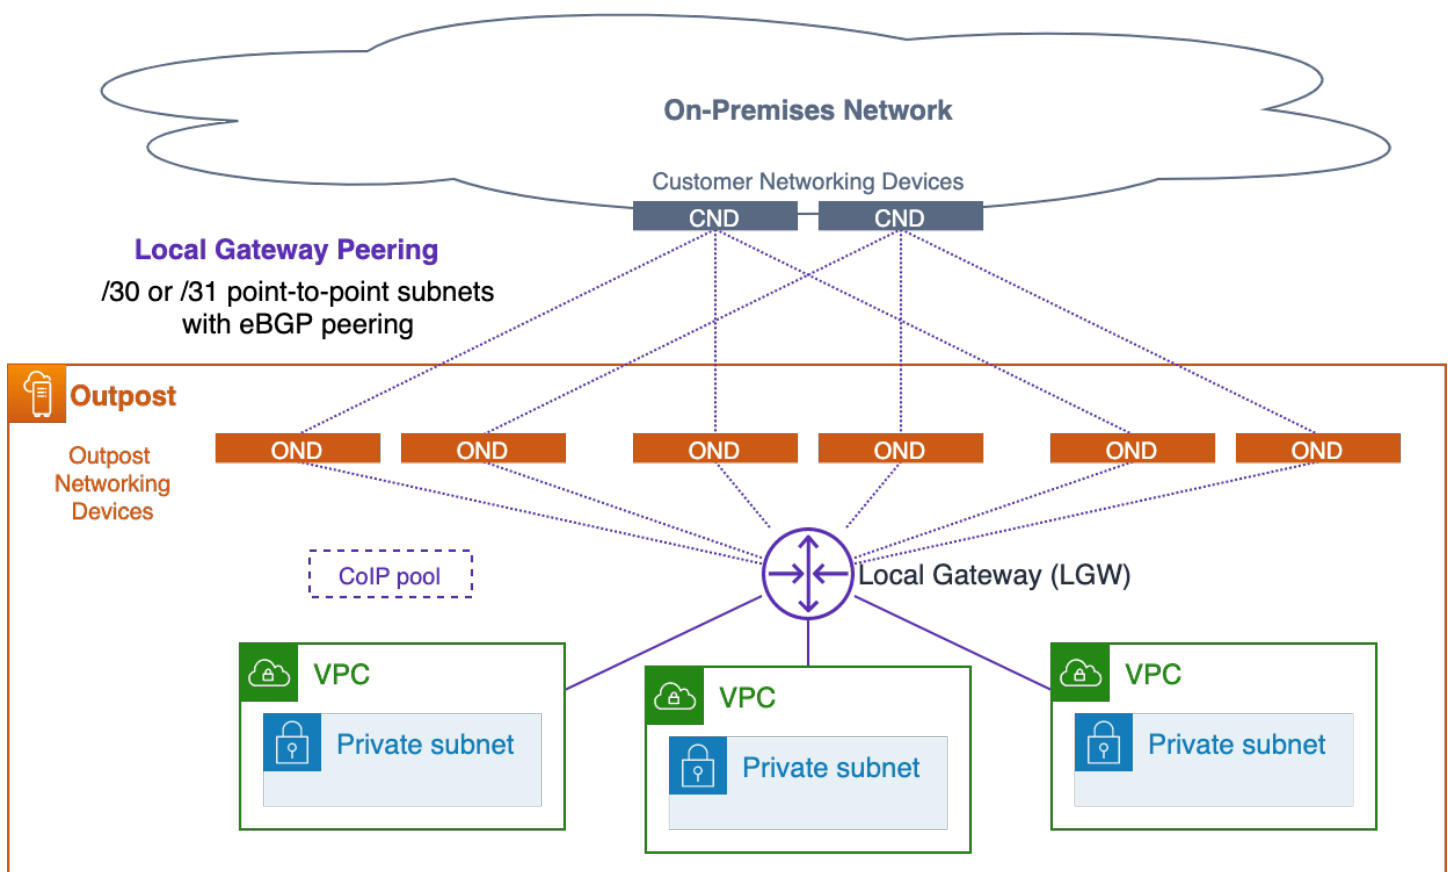 On-Premises Network
Customer Networking Devices
CND
CND
Local Gateway Peering
/30 or /31 point-to-point subnets
with eBGP peering
Outpost
Outpost
Networking
Devices
OND
OND
OND
OND
OND
OND
CoIP pool
Local Gateway (LGW)
VPC
Private subnet
VPC
Private subnet
VPC
Private subnet